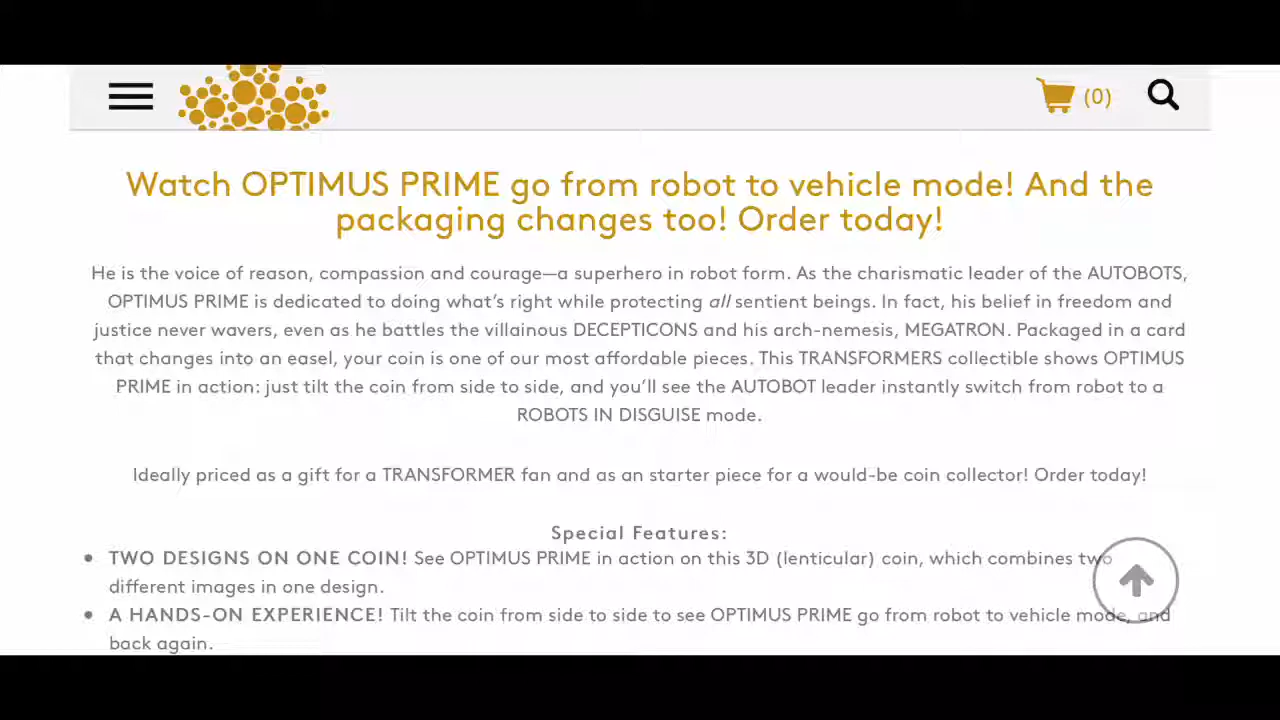 (0)
Watch OPTIMUS PRIME go from robot to vehicle mode! And the
packaging changes too! Order today!
He is the voice of reason, compassion and courage—a superhero in robot form. As the charismatic leader of the AUTOBOTS,
OPTIMUS PRIME is dedicated to doing what’s right while protecting all sentient beings. In fact, his belief in freedom and
justice never wavers, even as he battles the villainous DECEPTICONS and his arch-nemesis, MEGATRON. Packaged in a card
that changes into an easel, your coin is one of our most affordable pieces. This TRANSFORMERS collectible shows OPTIMUS
PRIME in action: just tilt the coin from side to side, and you’ll see the AUTOBOT leader instantly switch from robot to a
ROBOTS IN DISGUISE mode.
Ideally priced as a gift for a TRANSFORMER fan and as an starter piece for a would-be coin collector! Order today!
Special Features:
• TWO DESIGNS ON ONE COIN! See OPTIMUS PRIME in action on this 3D (lenticular) coin, which combines two
different images in one design.
• A HANDS-ON EXPERIENCE! Tilt the coin from side to side to see OPTIMUS PRIME go from robot to vehicle mode, and
back again.